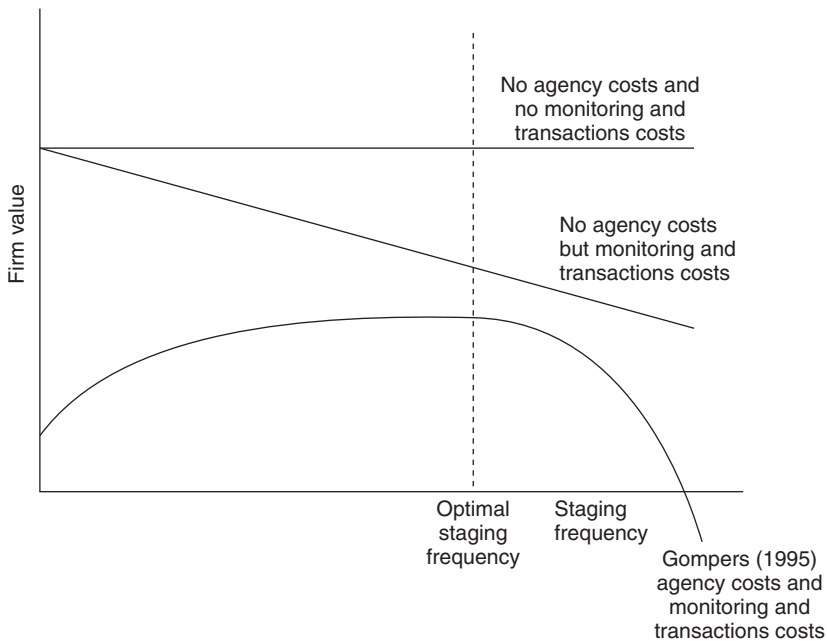 No agency costs and
no monitoring and
transactions costs
Firm value
No agency costs
but monitoring and
transactions costs
Optimal
staging
frequency
Staging
frequency
Gompers (1995)
agency costs and
monitoring and
transactions costs